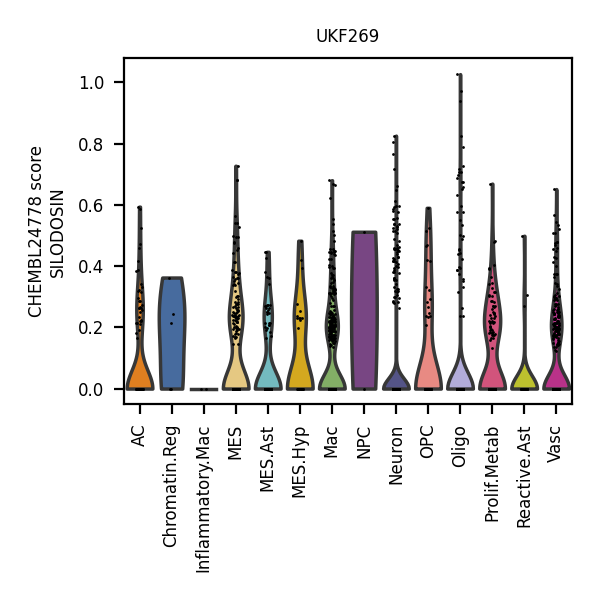 UKF269
CHEMBL24778 score
SILODOSIN
1.0
0.8
0.6
0.4
0.2
0.0
AC
Chromatin.Reg
Inflammatory.Mac
MES
MES.Ast
MES.Hyp
Mac
NPC
Neuron
OPC
Oligo
Prolif.Metab
Reactive.Ast
Vasc